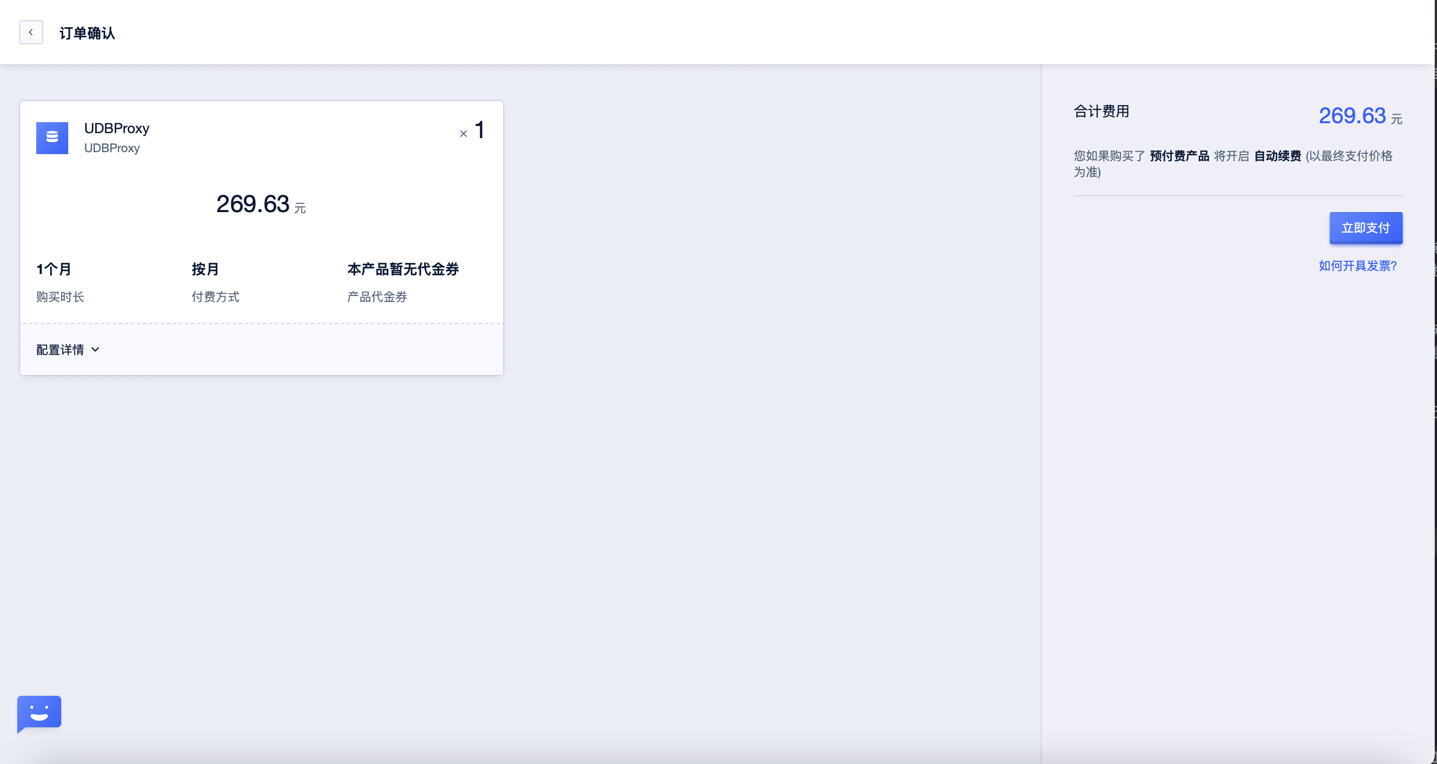 订单确认
UDBProxy
UDBProxy
× 1
269.63 元
1个月
购买时长
按月
付费方式
本产品暂无代金券
产品代金券
配置详情
合计费用
269.63 元
您如果购买了 预付费产品 将开启 自动续费 (以最终支付价格
为准)
立即支付
如何开具发票?